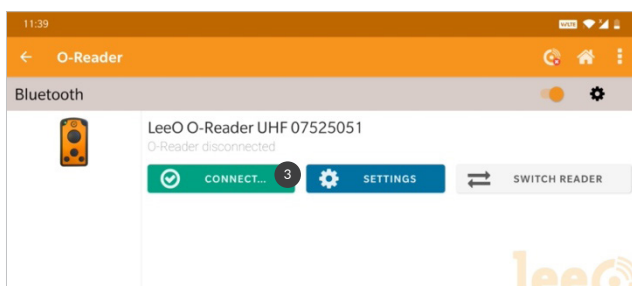 11:39
O-Reader
Bluetooth
LeeO O-Reader UHF 07525051
O-Reader disconnected
CONNECT... 3 SETTINGS SWITCH READER
leeo